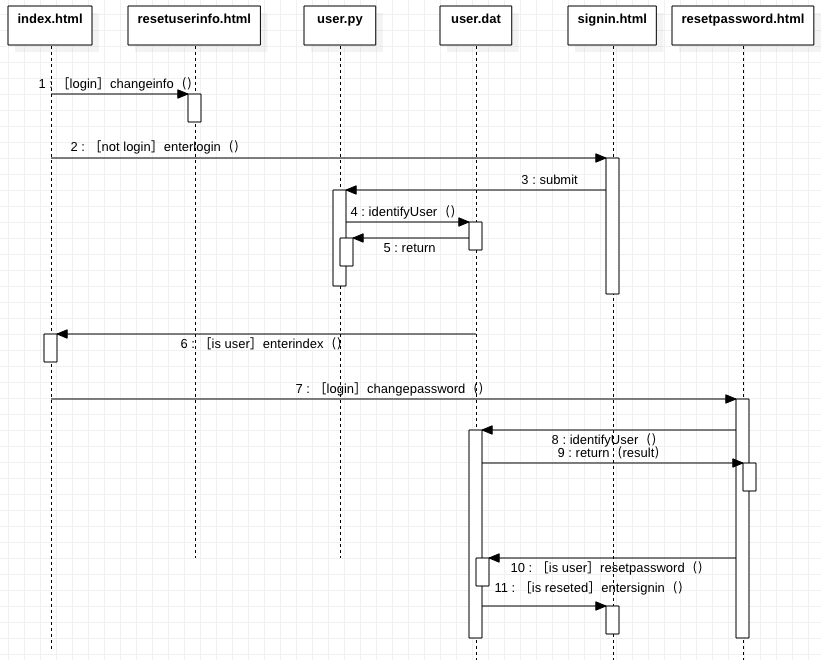 index.html
resetuserinfo.html
user.py
user.dat
signin.html
resetpassword.html
1 : ［login］changeinfo（）
2 : ［not login］enterlogin（）
3 : submit
4 : identifyUser（）
5 : return
6 : ［is user］enterindex（）
7 : ［login］changepassword（）
8 : identifyUser（）
9 : return（result）
10 : ［is user］resetpassword（）
11 : ［is reseted］entersignin（）